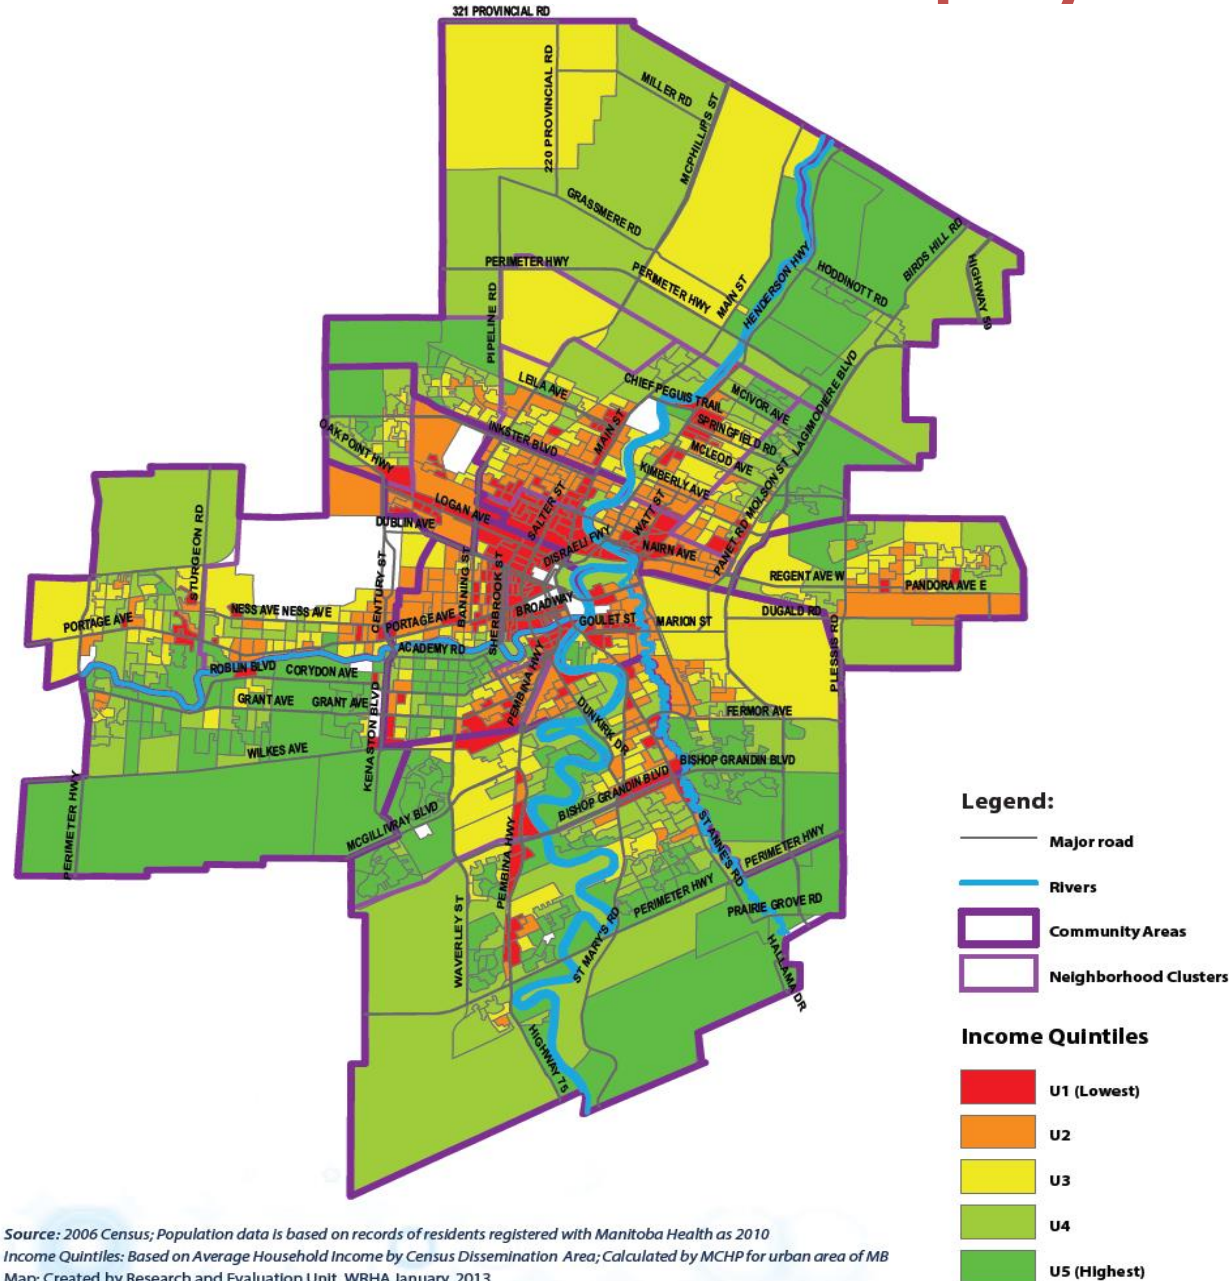 321 PROVINCIAL RD
220 PROVINCIAL RD
MILLER RD
MCPHILLIPS ST
GRASSMERE RD
PERIMETER HWY
PERIMETER HWY
MAIN ST
HENDERSON HWY
HODDINOTT RD
BIRDS HILL RD
HIGHWAY 59
PIPELINE RD
LEILA AVE
CHIEF PEGUIS TRAIL
MCIVOR AVE
LAGIMODIERE BLVD
OAK POINT HWY
INKSTER BLVD
MAIN ST
SPRINGFIELD RD
MCLEOD AVE
KIMBERLY AVE
MOLSON ST
PANET RD
WATT ST
LOGAN AVE
SALTER ST
DUBLIN AVE
DISRAELI FWY
NAIRN AVE
STURGEON RD
CENTURY ST
BANNING ST
SHERBROOK ST
REGENT AVE W
PANDORA AVE E
PORTAGE AVE
NESS AVE NESS AVE
PORTAGE AVE
BROADWAY
GOULET ST
MARION ST
DUGALD RD
PLESSIS RD
ACADEMY RD
ROBLIN BLVD
CORYDON AVE
GRANT AVE
GRANT AVE
PEMBINA HWY
DUNKIRK DR
FERMOR AVE
WILKES AVE
KENASTON BLVD
BISHOP GRANDIN BLVD
BISHOP GRANDIN BLVD
PERIMETER HWY
MCGILLIVRAY BLVD
PEMBINA HWY
ST ANNE'S RD
PERIMETER HWY
WAVERLEY ST
ST MARY'S RD
PERIMETER HWY
PRAIRIE GROVE RD
HALLAMA DR
HIGHWAY 75
Legend:
Major road
Rivers
Community Areas
Neighborhood Clusters
Income Quintiles
U1 (Lowest)
U2
U3
U4
U5 (Highest)
Source: 2006 Census; Population data is based on records of residents registered with Manitoba Health as 2010
Income Quintiles: Based on Average Household Income by Census Dissemination Area; Calculated by MCHP for urban area of MB
Map: Created by Research and Evaluation Unit, WRHA January, 2013